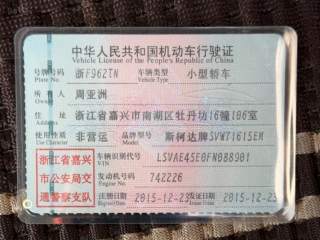 中华人民共和国机动车行驶证
Vehicle License of the People's Republic of China
号牌号码 浙F962TN 车辆类型 小型轿车
Plate No. Vehicle Type
所有人 周亚洲
Owner
住址 浙江省嘉兴市南湖区牡丹坊16幢106室
Address
使用性质 非营运 品牌型号 斯柯达牌SVW71615EM
Use Character Model
浙江省嘉兴
市公安局交
通警察支队
车辆识别代号 LSVAE45E0FN088901
VIN
发动机号码 742226
Engine No.
注册日期 2015-12-23 发证日期 2015-12-23
Register Date Issue Date